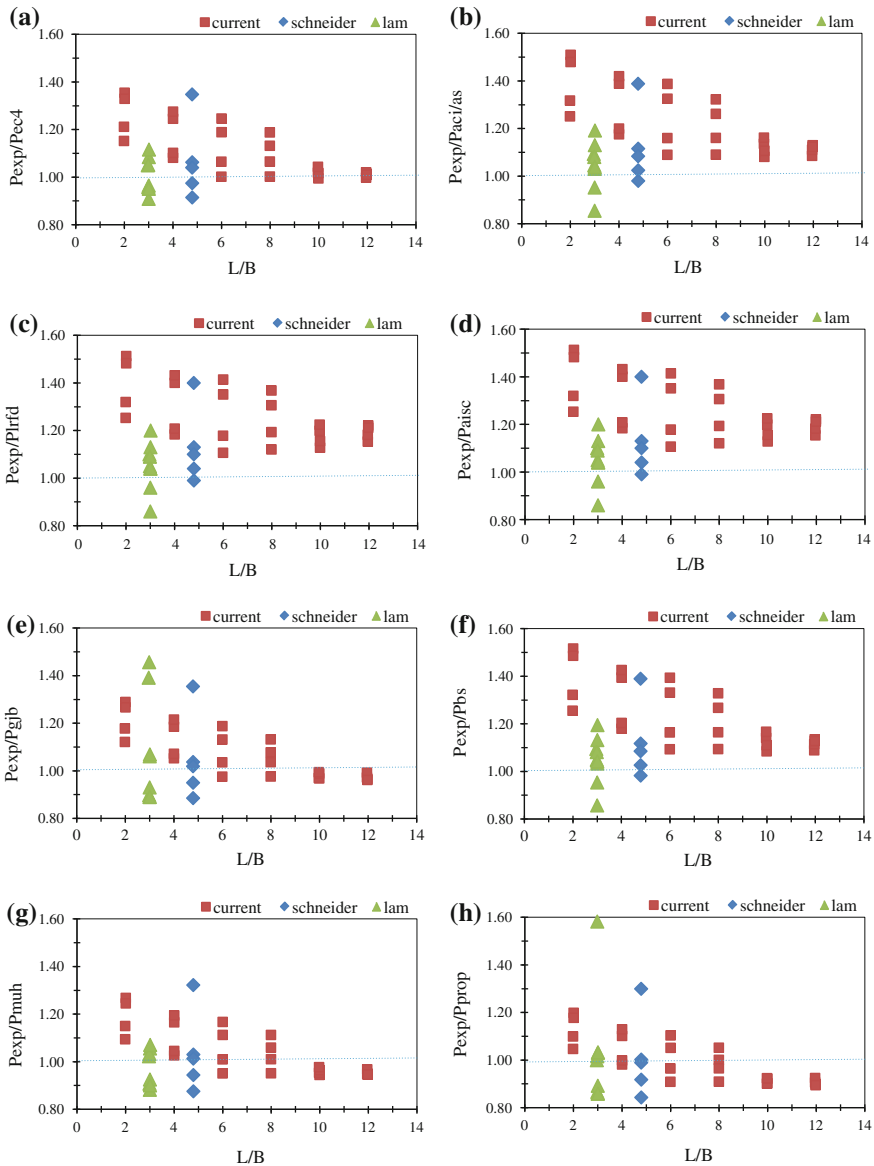 (a) current schneider lam
1.60
1.40
1.20
1.00
0.80
Pexp/Pec4
0 2 4 6 8 10 12 14
L/B
(b) current schneider lam
1.60
1.40
1.20
1.00
0.80
Pexp/Paci/as
0 2 4 6 8 10 12 14
L/B
(c) current schneider lam
1.60
1.40
1.20
1.00
0.80
Pexp/Plrfd
0 2 4 6 8 10 12 14
L/B
(d) current schneider lam
1.60
1.40
1.20
1.00
0.80
Pexp/Paisc
0 2 4 6 8 10 12 14
L/B
(e) current schneider lam
1.60
1.40
1.20
1.00
0.80
Pexp/Pgjb
0 2 4 6 8 10 12 14
L/B
(f) current schneider lam
1.60
1.40
1.20
1.00
0.80
Pexp/Pbs
0 2 4 6 8 10 12 14
L/B
(g) current schneider lam
1.60
1.40
1.20
1.00
0.80
Pexp/Pmuh
0 2 4 6 8 10 12 14
L/B
(h) current schneider lam
1.60
1.40
1.20
1.00
0.80
Pexp/Pprop
0 2 4 6 8 10 12 14
L/B